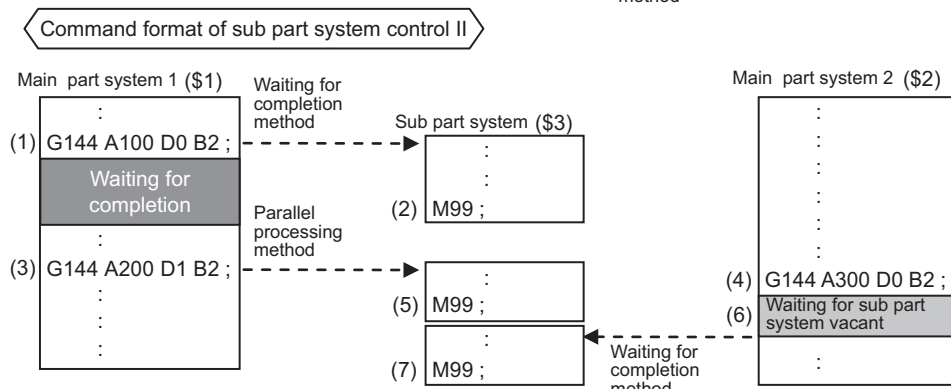 method
Command format of sub part system control II
Main part system 1 ($1)
Waiting for
completion
method
Sub part system ($3)
Main part system 2 ($2)
:
(1) G144 A100 D0 B2 ;
Waiting for
completion
:
:
(2) M99 ;
Parallel
processing
method
:
(3) G144 A200 D1 B2 ;
:
:
:
:
(5) M99 ;
:
(7) M99 ;
:
:
:
:
:
:
(4) G144 A300 D0 B2 ;
(6) Waiting for sub part
system vacant
:
Waiting for
completion
method